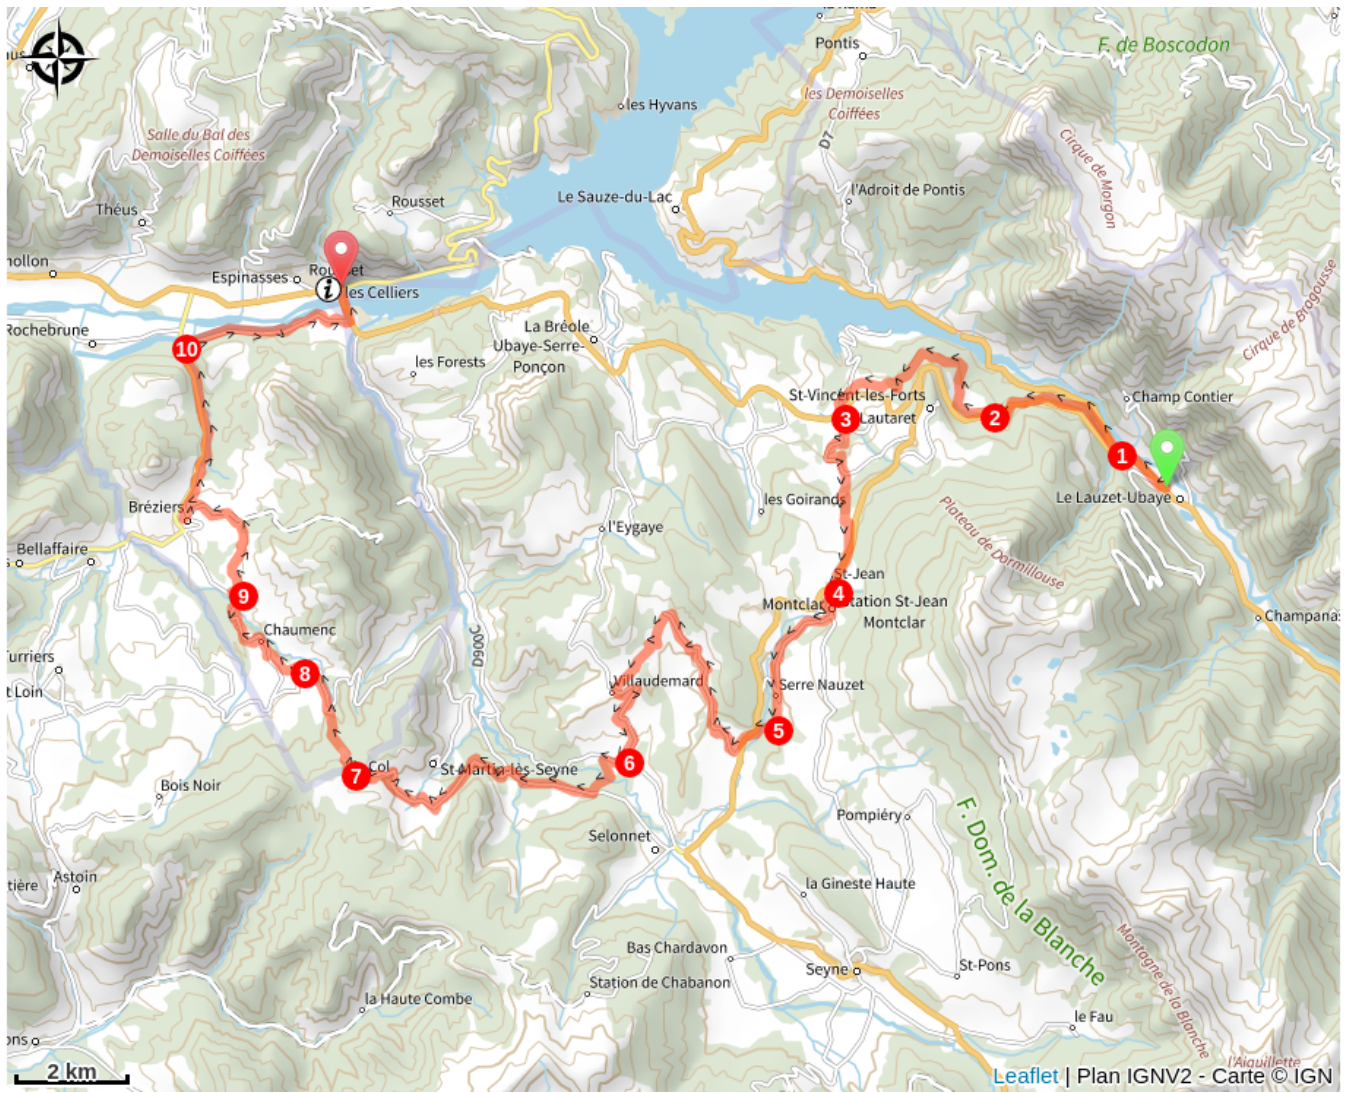 Pontis
F. de Boscodon
les Demoiselles
Coiffées
les Hyvans
Salle du Bal des
Demoiselles Coiffées
D7
Cirque de Morgon
l'Adroit de Pontis
Le Sauze-du-Lac
Rousset
Théus
Espinasses
i
les Celliers
Cirque de Bragousse
Rochebrune
10
La Bréole
Ubaye-Serre-
Ponçon
les Forests
St-Vincent-les-Forts
Champ Contier
3
Lautaret
2
1
Le Lauzet-Ubaye
les Goirands
Bréziers
l'Eygaye
Plateau de Dormillouse
Bellaffaire
St-Jean
9
4
Montclar
Station St-Jean
Montclar
Chaumenc
D900C
8
Villaudemard
Serre Nauzet
5
6
7
Col
St-Martin-lès-Seyne
Bois Noir
Selonnet
Pompiéry
F. Dom. de la Blanche
Astoin
la Gineste Haute
Bas Chardavon
Station de Chabanon
Seyne
St-Pons
la Haute Combe
le Fau
Montagne de la Blanche
l'Aiguillette
2 km
Leaflet | Plan IGNV2 - Carte © IGN